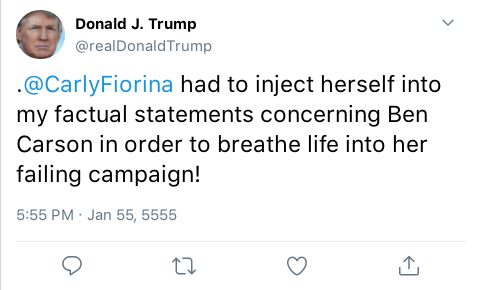 Donald J. Trump
@realDonaldTrump
.@CarlyFiorina had to inject herself into
my factual statements concerning Ben
Carson in order to breathe life into her
failing campaign!
5:55 PM · Jan 55, 5555